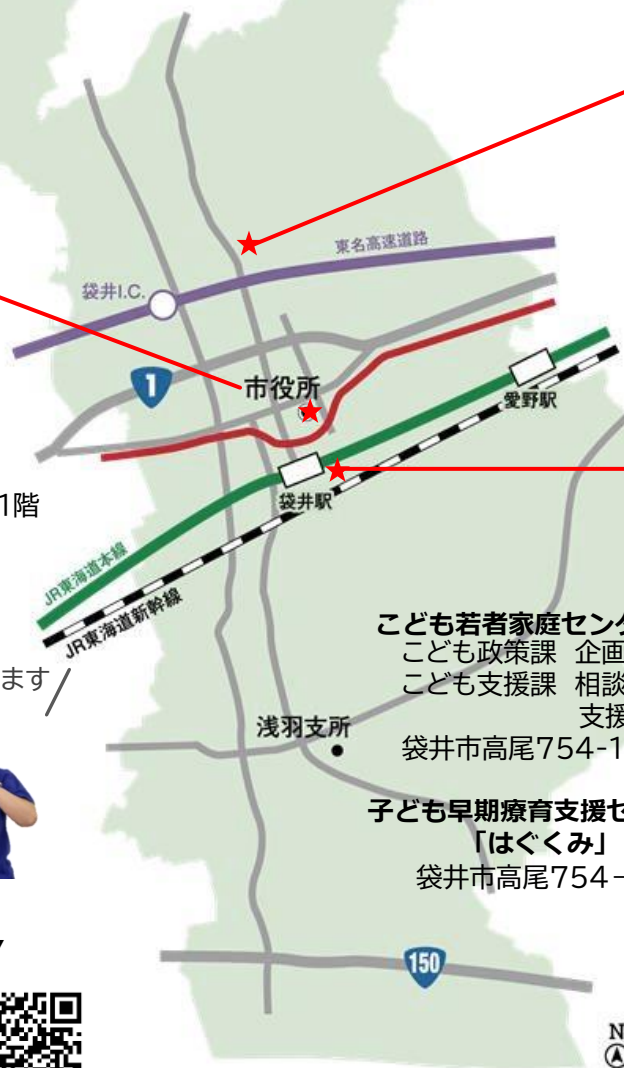 東名高速道路
袋井I.C.
1
市役所
愛野駅
1階
袋井駅
JR東海道本線
JR東海道新幹線
こども若者家庭セン
こども政策課 企画
ます
こども支援課 相談
支援
浅羽支所
袋井市高尾754-1
子ども早期療育支援セ
「はぐくみ」
袋井市高尾754-
150
N